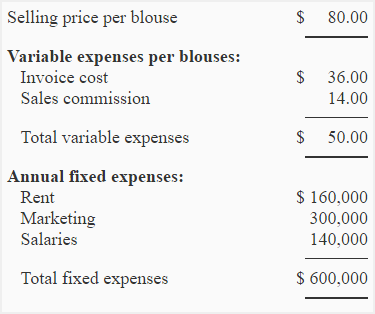 Selling price per blouse $ 80.00
Variable expenses per blouses:
Invoice cost $ 36.00
Sales commission 14.00
Total variable expenses $ 50.00
Annual fixed expenses:
Rent $ 160,000
Marketing 300,000
Salaries 140,000
Total fixed expenses $ 600,000